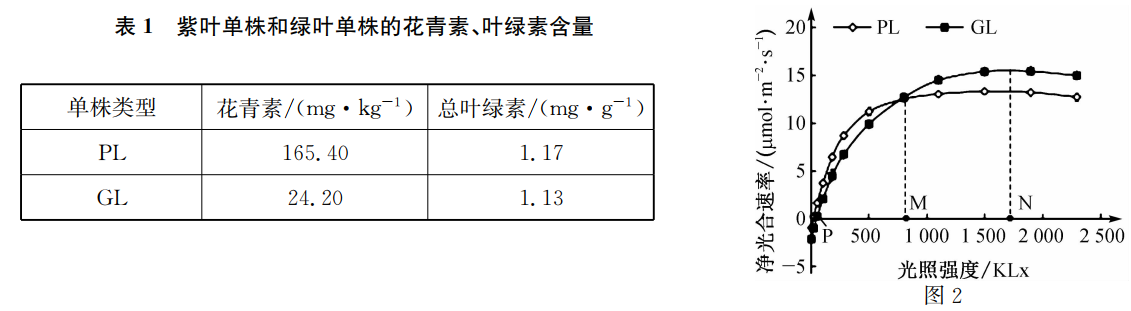 表 1 紫叶单株和绿叶单株的花青素、叶绿素含量
单株类型 花青素/(mg·kg⁻¹) 总叶绿素/(mg·g⁻¹)
PL 165.40 1.17
GL 24.20 1.13
PL GL
净光合速率/(μmol·m⁻²·s⁻¹)
20
15
10
5
0
−5
P M N
500 1 000 1 500 2 000 2 500
光照强度/KLx
图 2